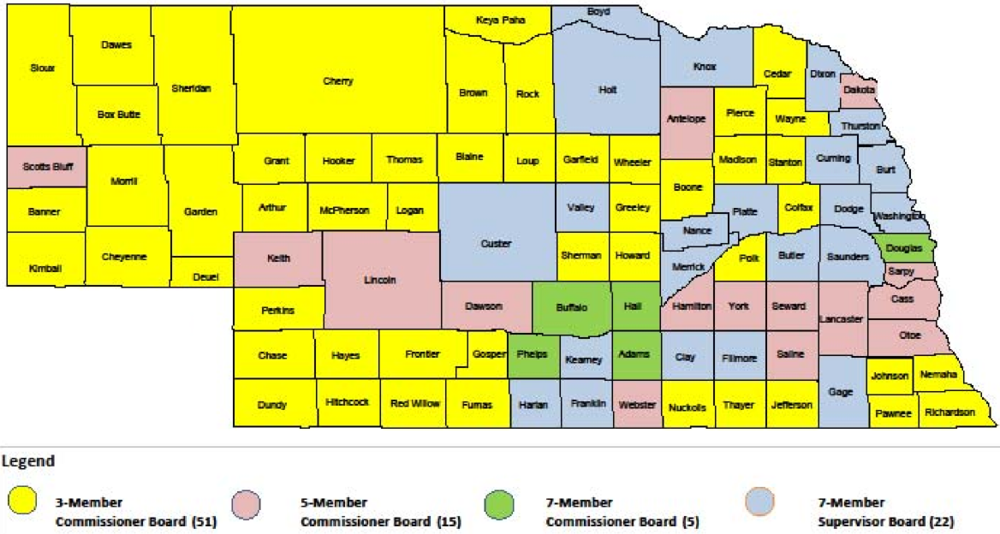 Boyd
Keya Paha
Dawes
Sioux
Knox
Cedar
Dixon
Cherry
Sheridan
Brown
Rock
Holt
Dakota
Box Butte
Antelope
Pierce
Wayne
Thurston
Scotts Bluff
Grant
Hooker
Thomas
Blaine
Loup
Garfield
Wheeler
Madison
Stanton
Cuming
Burt
Morrill
Boone
Banner
Garden
Arthur
McPherson
Logan
Valley
Greeley
Platte
Colfax
Dodge
Washington
Nance
Custer
Kimball
Cheyenne
Deuel
Keith
Lincoln
Sherman
Howard
Merrick
Polk
Butler
Saunders
Douglas
Sarpy
Perkins
Dawson
Buffalo
Hall
Hamilton
York
Seward
Lancaster
Cass
Otoe
Chase
Hayes
Frontier
Gosper
Phelps
Kearney
Adams
Clay
Fillmore
Saline
Johnson
Nemaha
Dundy
Hitchcock
Red Willow
Furnas
Harlan
Franklin
Webster
Nuckolls
Thayer
Jefferson
Gage
Pawnee
Richardson
Legend
3-Member
Commissioner Board (51)
5-Member
Commissioner Board (15)
7-Member
Commissioner Board (5)
7-Member
Supervisor Board (22)